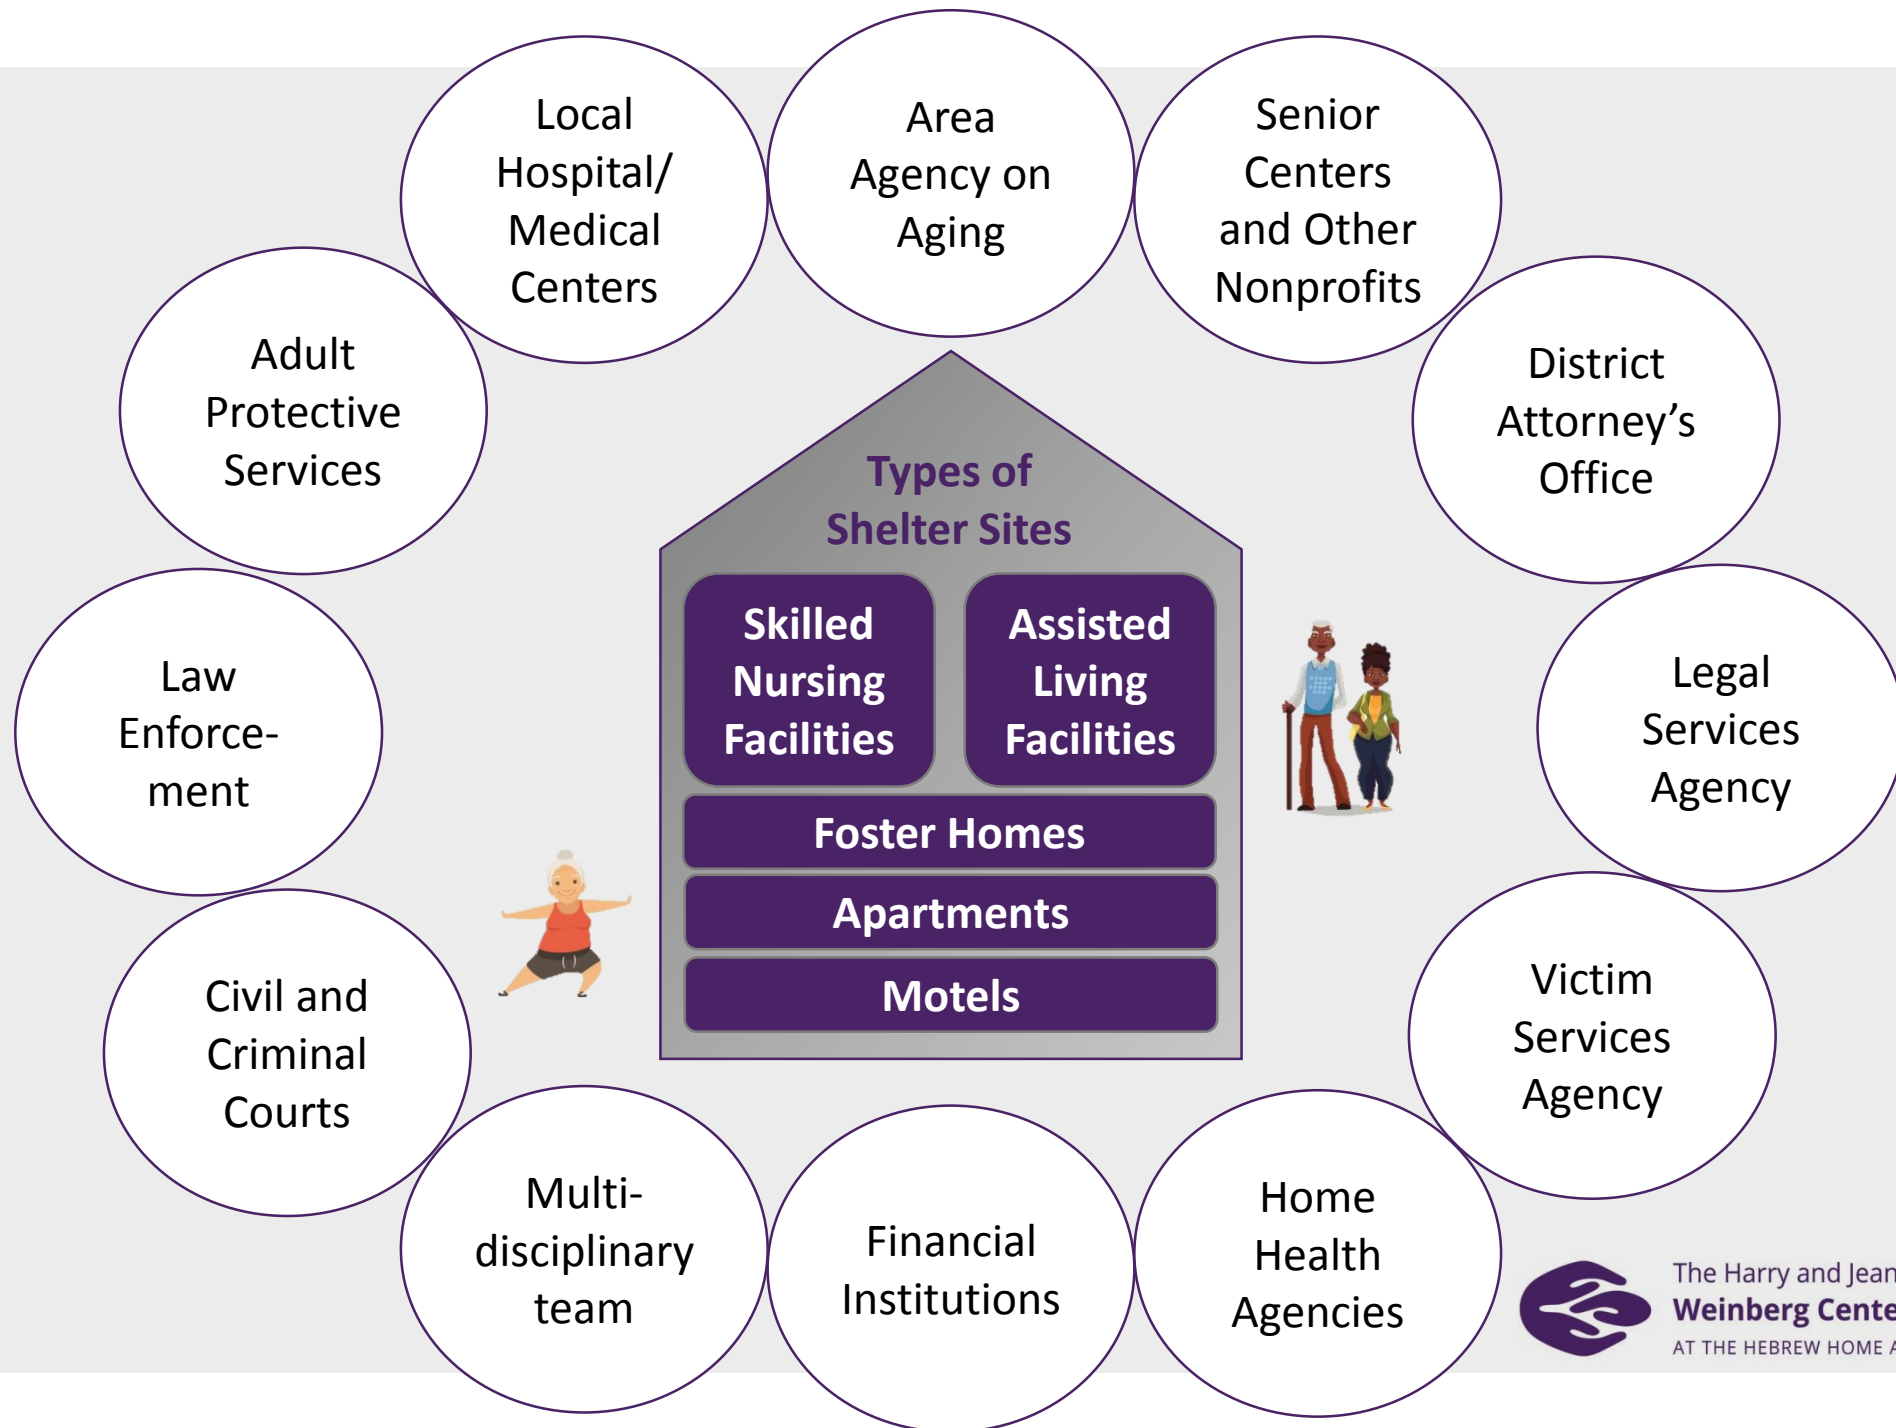 Local
Hospital/
Medical
Centers
Area
Agency on
Aging
Senior
Centers
and Other
Nonprofits
Adult
Protective
Services
District
Attorney’s
Office
Types of
Shelter Sites
Skilled
Nursing
Facilities
Assisted
Living
Facilities
Foster Homes
Apartments
Motels
Law
Enforce-
ment
Legal
Services
Agency
Civil and
Criminal
Courts
Victim
Services
Agency
Multi-
disciplinary
team
Financial
Institutions
Home
Health
Agencies
The Harry and Jean
Weinberg Cente
AT THE HEBREW HOME A